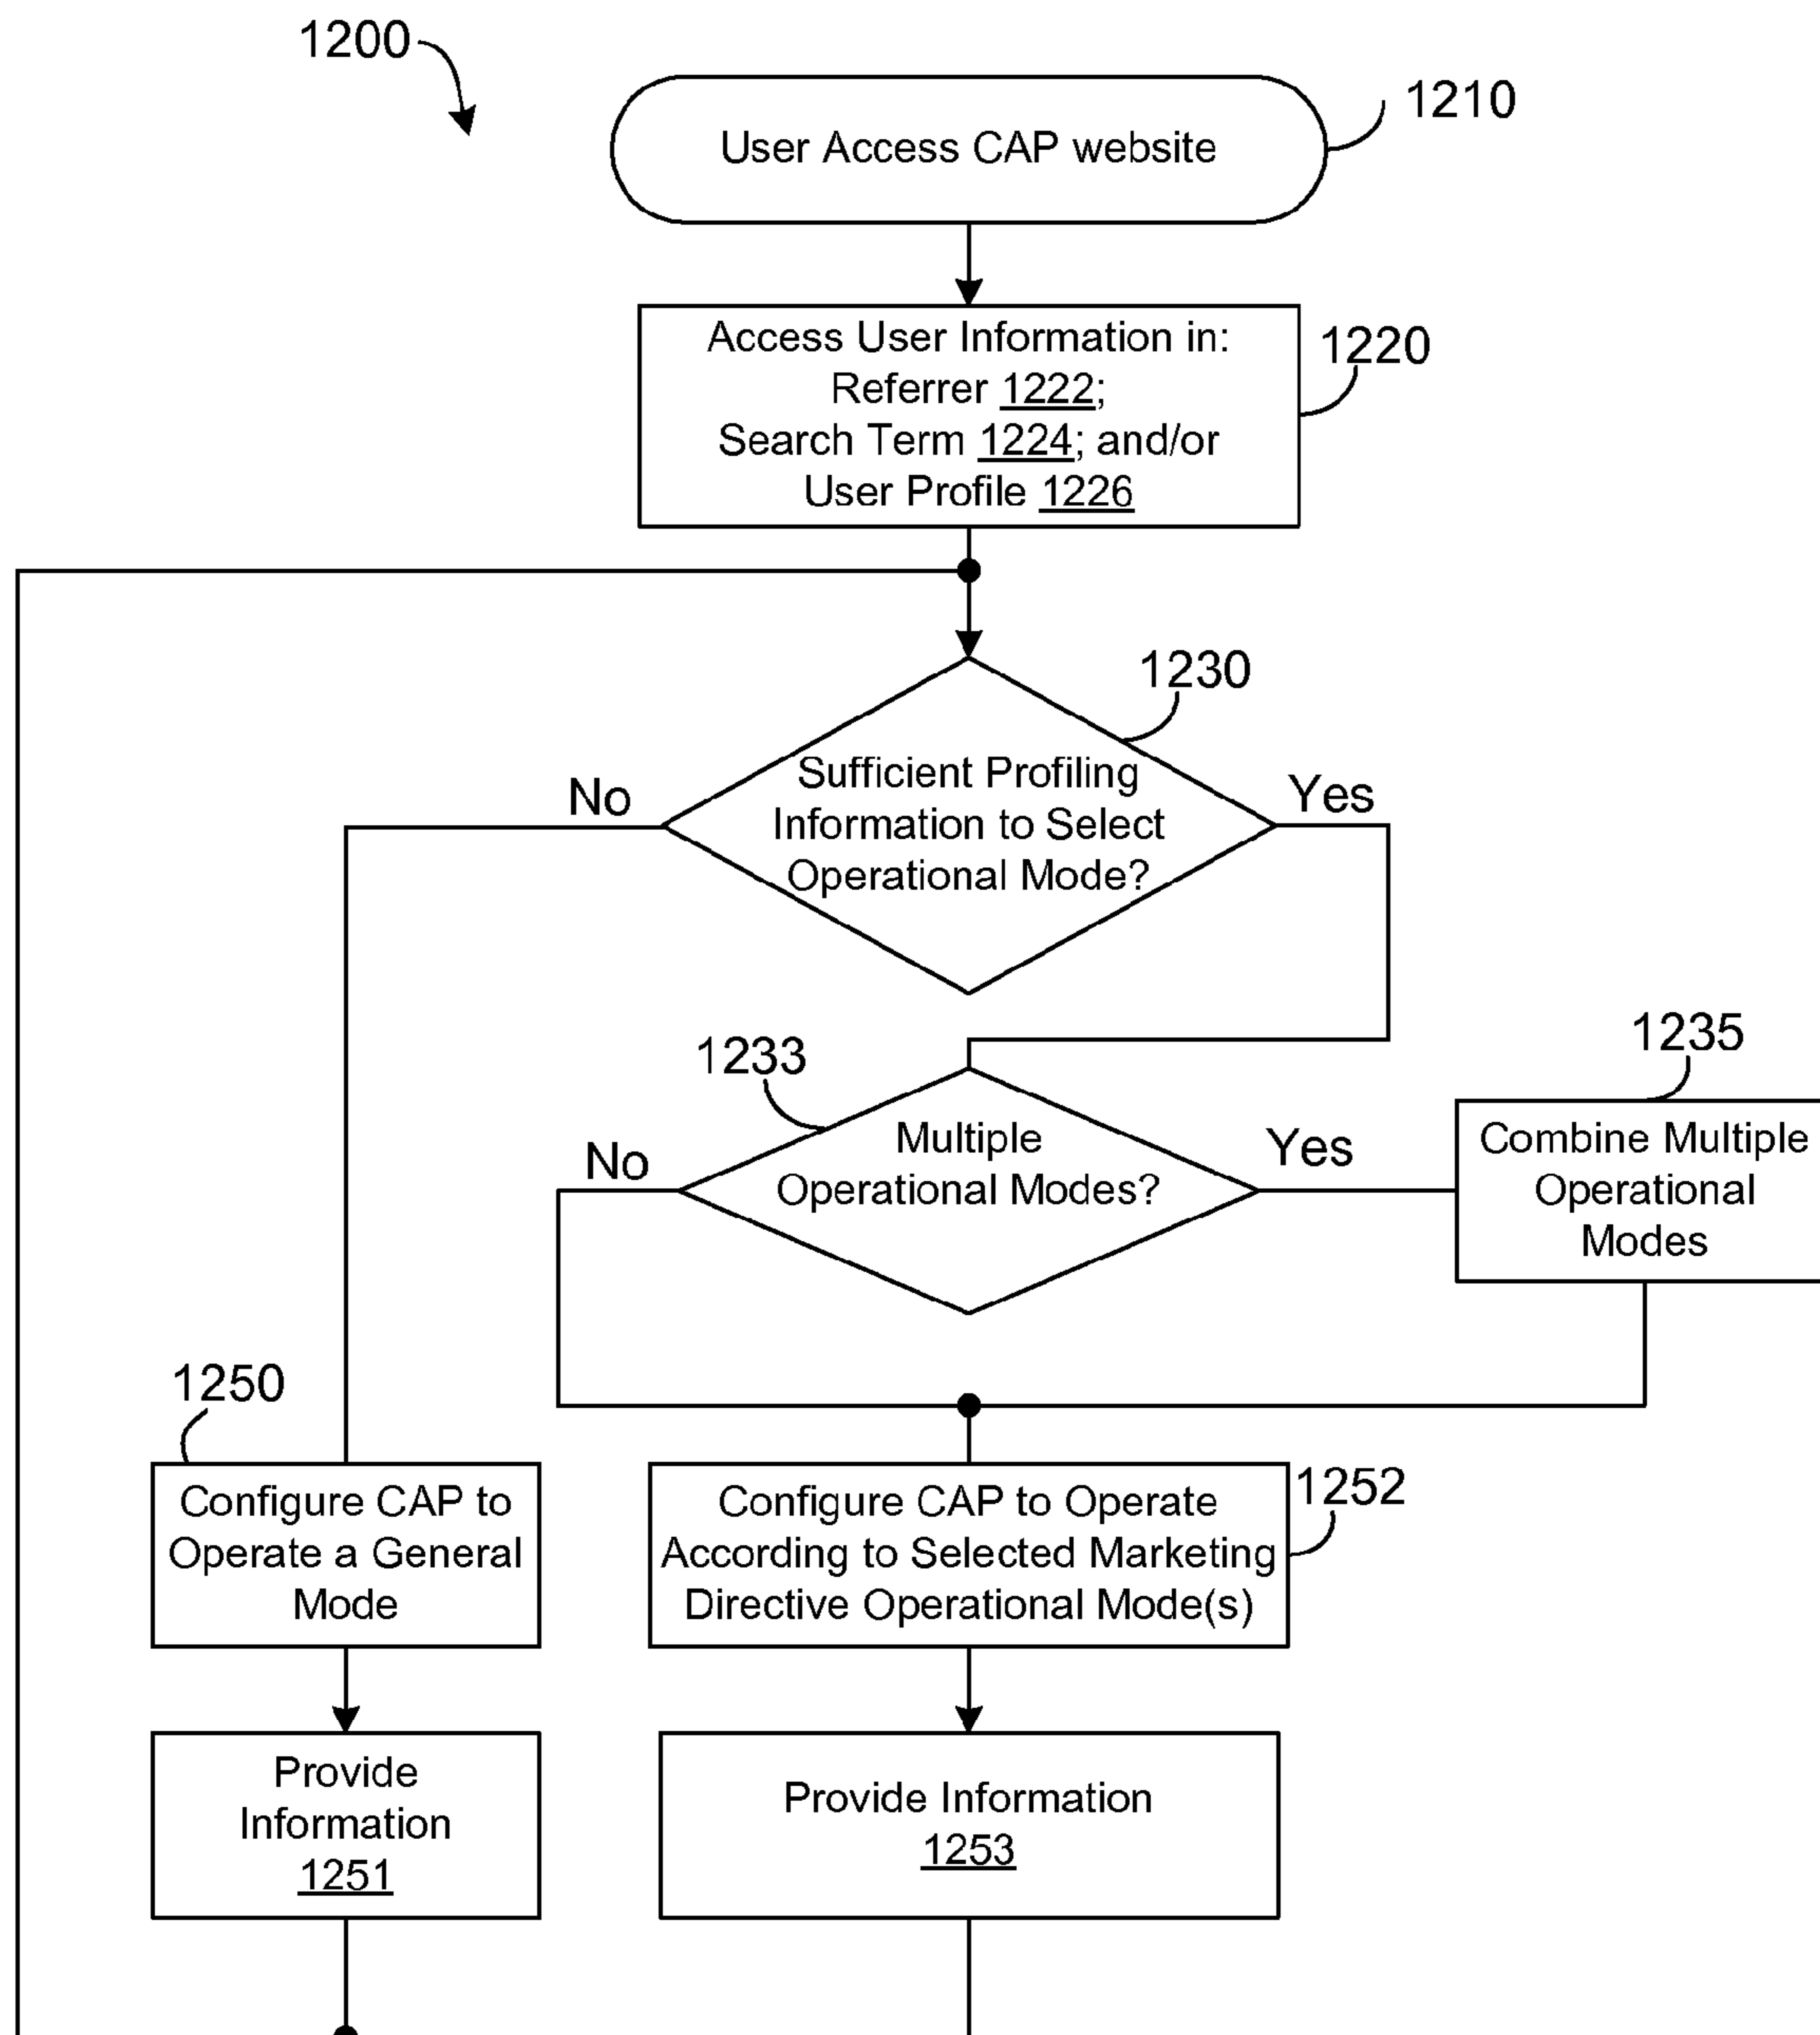 1200
User Access CAP website
1210
Access User Information in:
Referrer 1222;
Search Term 1224; and/or
User Profile 1226
1220
1230
No
Sufficient Profiling
Information to Select
Operational Mode?
Yes
1233
1235
No
Multiple
Operational Modes?
Yes
Combine Multiple
Operational
Modes
1250
Configure CAP to
Operate a General
Mode
Configure CAP to Operate
According to Selected Marketing
Directive Operational Mode(s)
1252
Provide
Information
1251
Provide Information
1253